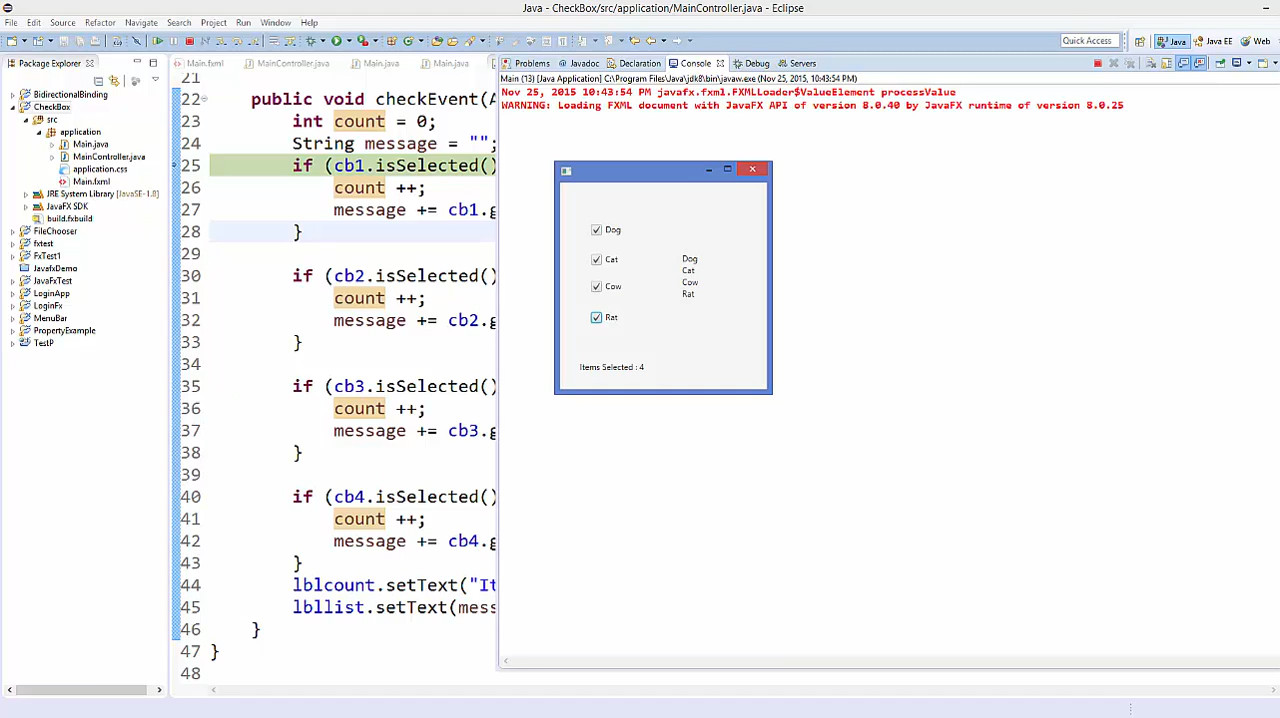 Java - CheckBox/src/application/MainController.java - Eclipse
File Edit Source Refactor Navigate Search Project Run Window Help
Quick Access Java Java EE Web
Package Explorer
BidirectionalBinding
CheckBox
src
application
Main.java
MainController.java
application.css
Main.fxml
JRE System Library [JavaSE-1.8]
JavaFX SDK
build.fxbuild
FileChooser
fxtest
FxTest1
JavafxDemo
JavaFxTest
LoginApp
LoginFx
MenuBar
PropertyExample
TestP
Main.fxml MainController.java Main.java Main.java
21
22 public void checkEvent(A
23 int count = 0;
24 String message = "";
25 if (cb1.isSelected()
26 count ++;
27 message += cb1.g
28 }
29
30 if (cb2.isSelected()
31 count ++;
32 message += cb2.g
33 }
34
35 if (cb3.isSelected()
36 count ++;
37 message += cb3.g
38 }
39
40 if (cb4.isSelected()
41 count ++;
42 message += cb4.g
43 }
44 lblcount.setText("It
45 lbllist.setText(mess
46 }
47 }
48
Problems Javadoc Declaration Console Debug Servers
Main (13) [Java Application] C:\Program Files\Java\jdk8\bin\javaw.exe (Nov 25, 2015, 10:43:54 PM)
Nov 25, 2015 10:43:54 PM javafx.fxml.FXMLLoader$ValueElement processValue
WARNING: Loading FXML document with JavaFX API of version 8.0.40 by JavaFX runtime of version 8.0.25
Dog
Cat
Cow
Rat
Dog
Cat
Cow
Rat
Items Selected : 4